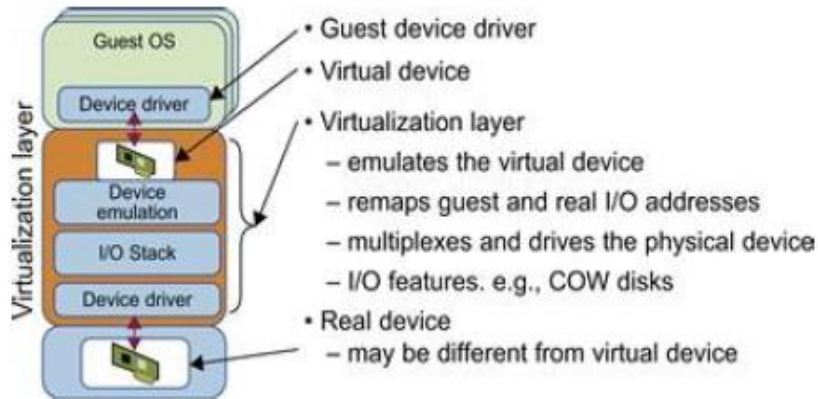 Guest OS
Device driver
Virtualization layer
Device
emulation
I/O Stack
Device driver
• Guest device driver
• Virtual device
• Virtualization layer
– emulates the virtual device
– remaps guest and real I/O addresses
– multiplexes and drives the physical device
– I/O features. e.g., COW disks
• Real device
– may be different from virtual device